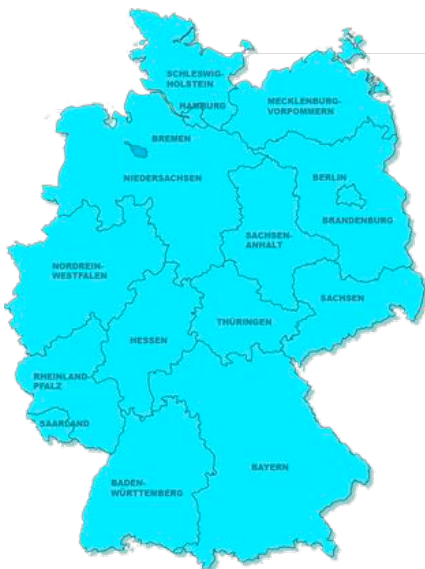 SCHLESWIG-
HOLSTEIN
HAMBURG
MECKLENBURG-
VORPOMMERN
BREMEN
NIEDERSACHSEN
BERLIN
BRANDENBURG
SACHSEN-
ANHALT
NORDREIN-
WESTFALEN
SACHSEN
THÜRINGEN
HESSEN
RHEINLAND
PFALZ
SAARLAND
BADEN-
WÜRTTEMBERG
BAYERN